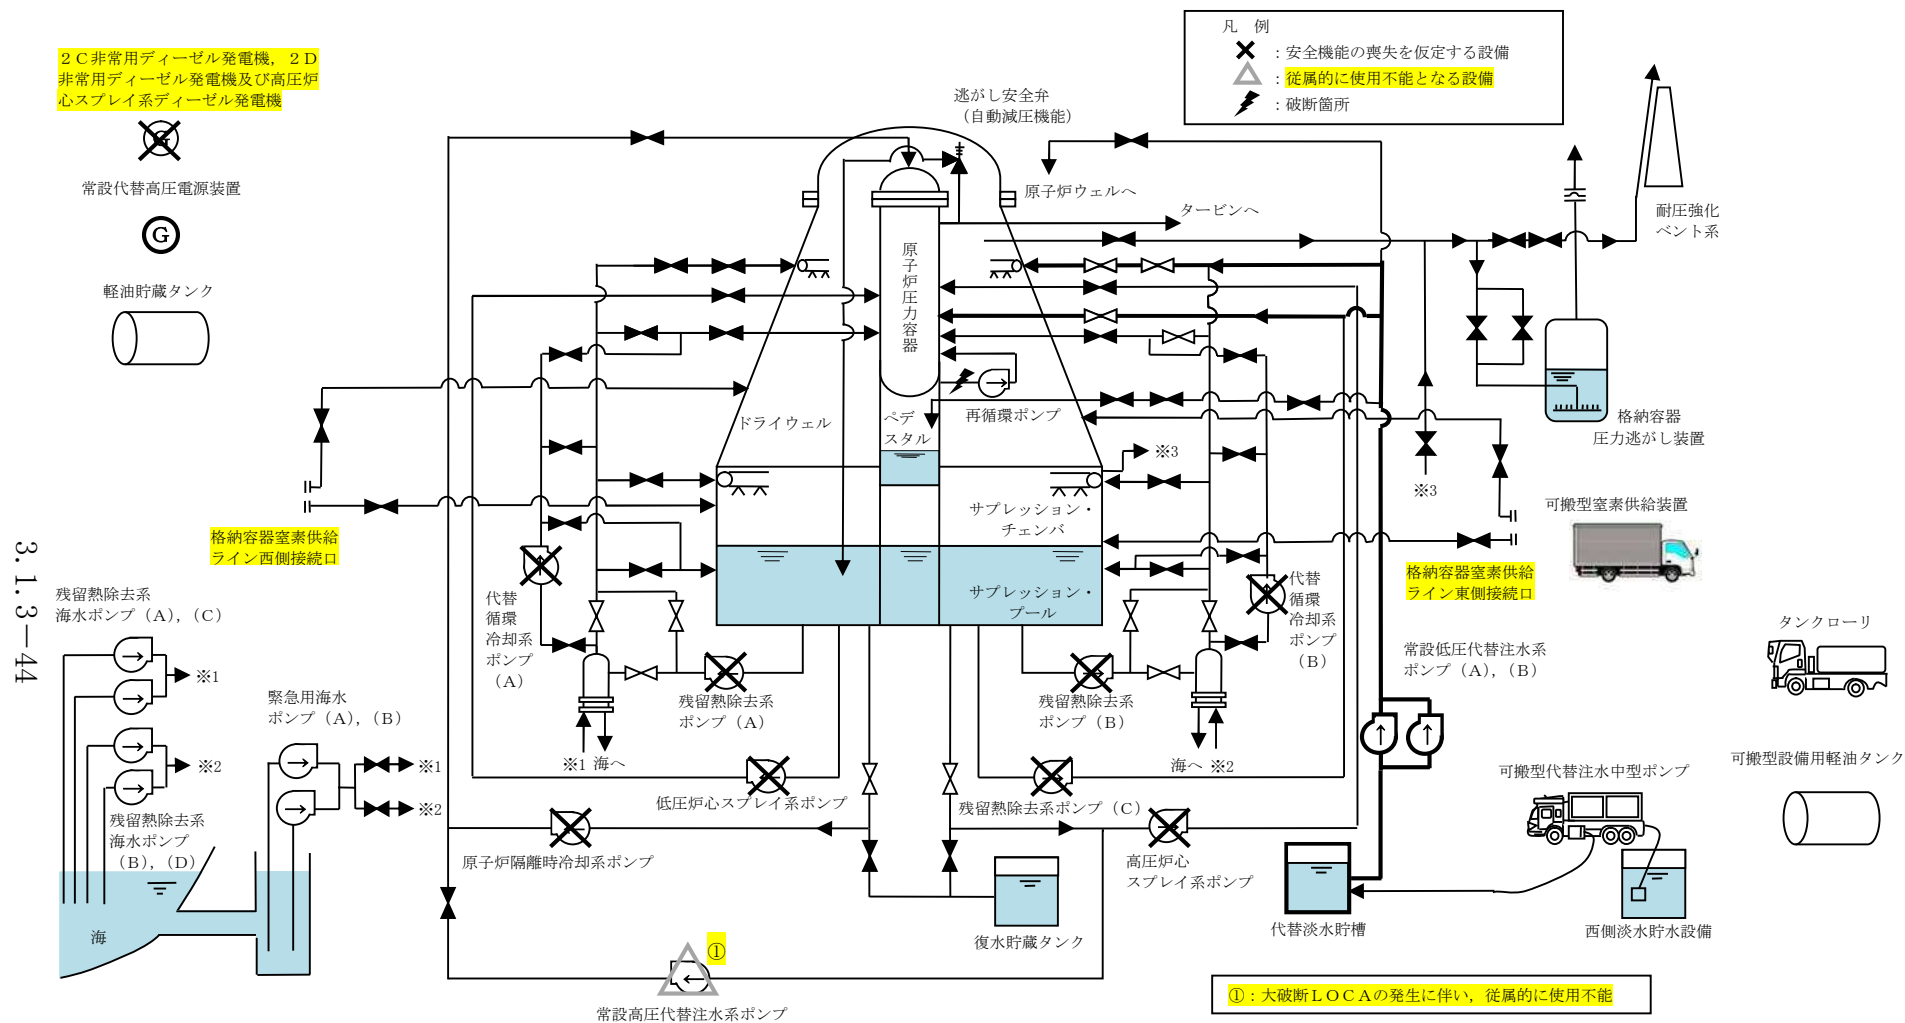 凡　例
：安全機能の喪失を仮定する設備
：従属的に使用不能となる設備
：破断箇所
２Ｃ非常用ディーゼル発電機，２Ｄ
非常用ディーゼル発電機及び高圧炉
心スプレイ系ディーゼル発電機
G
常設代替高圧電源装置
G
軽油貯蔵タンク
逃がし安全弁
（自動減圧機能）
原子炉ウェルへ
タービンへ
耐圧強化
ベント系
原子炉圧力容器
ドライウェル
ペデ
スタル
再循環ポンプ
※3
※3
格納容器
圧力逃がし装置
サプレッション・
チェンバ
サプレッション・
プール
可搬型窒素供給装置
格納容器窒素供給
ライン西側接続口
格納容器窒素供給
ライン東側接続口
3.1.3－44
残留熱除去系
海水ポンプ（A），（C）
※1
※2
残留熱除去系
海水ポンプ
（B），（D）
海
緊急用海水
ポンプ（A），（B）
※1
※2
代替
循環
冷却系
ポンプ
（A）
代替
循環
冷却系
ポンプ
（B）
残留熱除去系
ポンプ（A）
残留熱除去系
ポンプ（B）
※1 海へ
海へ ※2
低圧炉心スプレイ系ポンプ
残留熱除去系ポンプ（C）
原子炉隔離時冷却系ポンプ
高圧炉心
スプレイ系ポンプ
復水貯蔵タンク
①
常設高圧代替注水系ポンプ
常設低圧代替注水系
ポンプ（A），（B）
タンクローリ
可搬型代替注水中型ポンプ
可搬型設備用軽油タンク
代替淡水貯槽
西側淡水貯水設備
①：大破断ＬＯＣＡの発生に伴い，従属的に使用不能